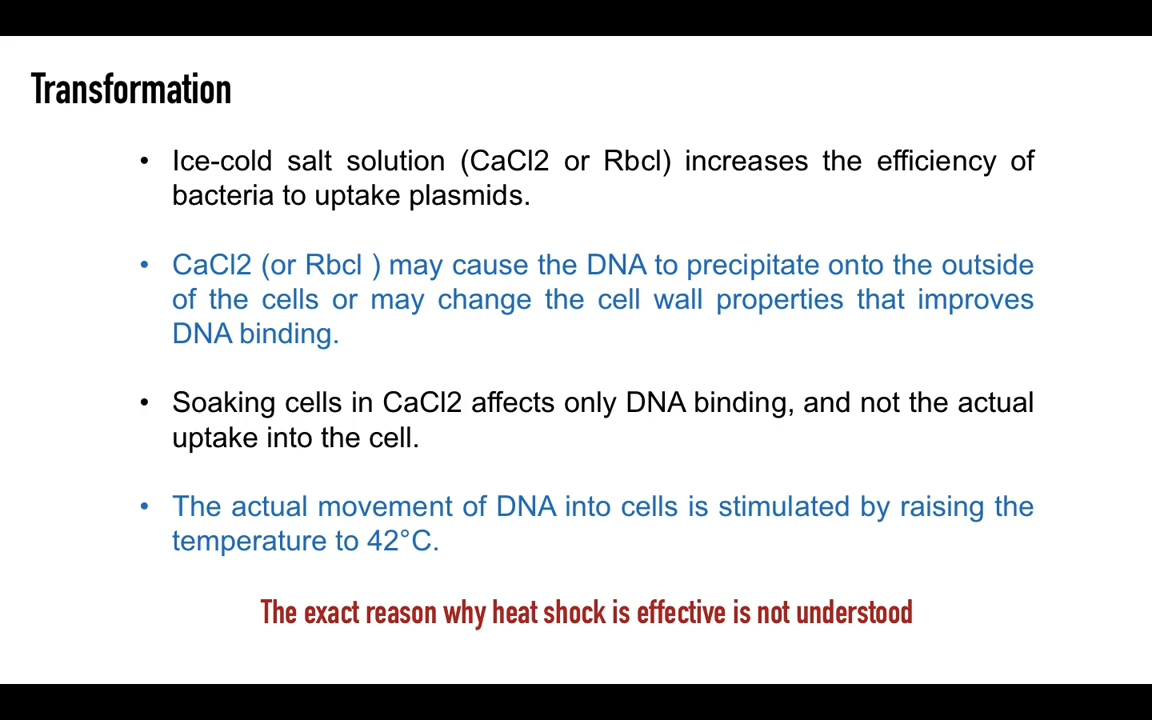 Transformation
• Ice-cold salt solution (CaCl2 or Rbcl) increases the efficiency of
bacteria to uptake plasmids.
• CaCl2 (or Rbcl ) may cause the DNA to precipitate onto the outside
of the cells or may change the cell wall properties that improves
DNA binding.
• Soaking cells in CaCl2 affects only DNA binding, and not the actual
uptake into the cell.
• The actual movement of DNA into cells is stimulated by raising the
temperature to 42°C.
The exact reason why heat shock is effective is not understood